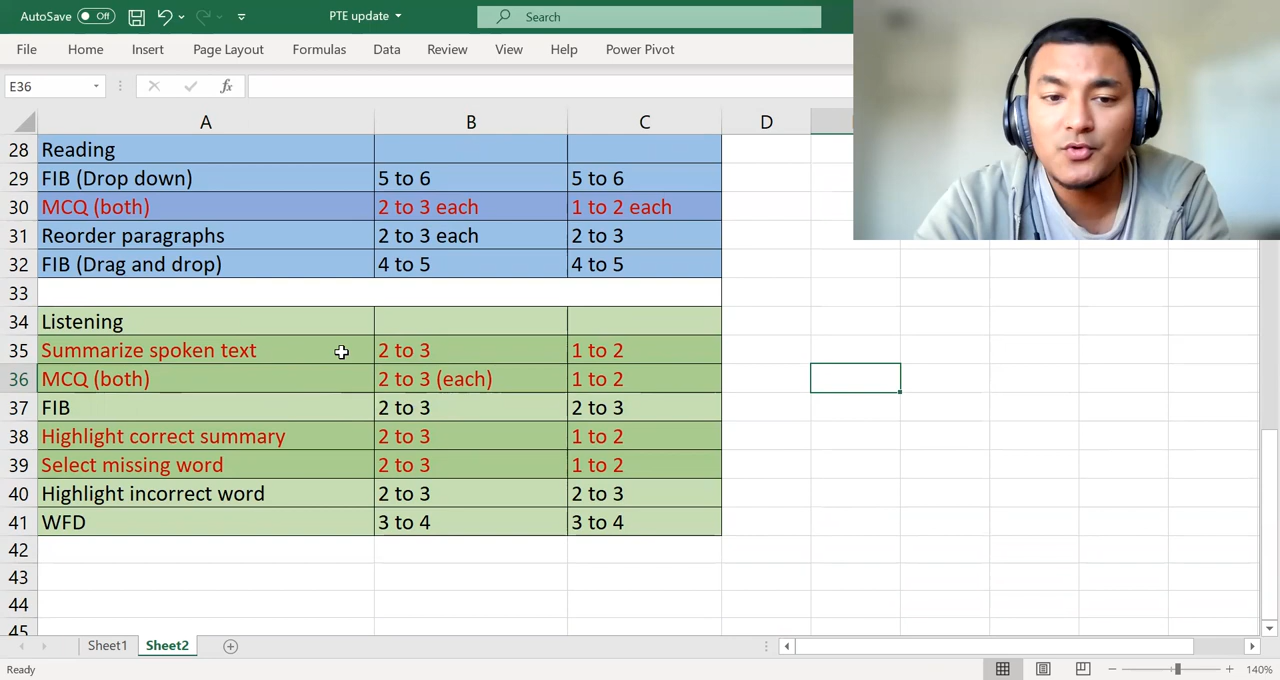 AutoSave Off PTE update Search
File Home Insert Page Layout Formulas Data Review View Help Power Pivot
E36 fx
A B C D
28 Reading
29 FIB (Drop down) 5 to 6 5 to 6
30 MCQ (both) 2 to 3 each 1 to 2 each
31 Reorder paragraphs 2 to 3 each 2 to 3
32 FIB (Drag and drop) 4 to 5 4 to 5
33
34 Listening
35 Summarize spoken text 2 to 3 1 to 2
36 MCQ (both) 2 to 3 (each) 1 to 2
37 FIB 2 to 3 2 to 3
38 Highlight correct summary 2 to 3 1 to 2
39 Select missing word 2 to 3 1 to 2
40 Highlight incorrect word 2 to 3 2 to 3
41 WFD 3 to 4 3 to 4
42
43
44
45
Sheet1 Sheet2
Ready 140%